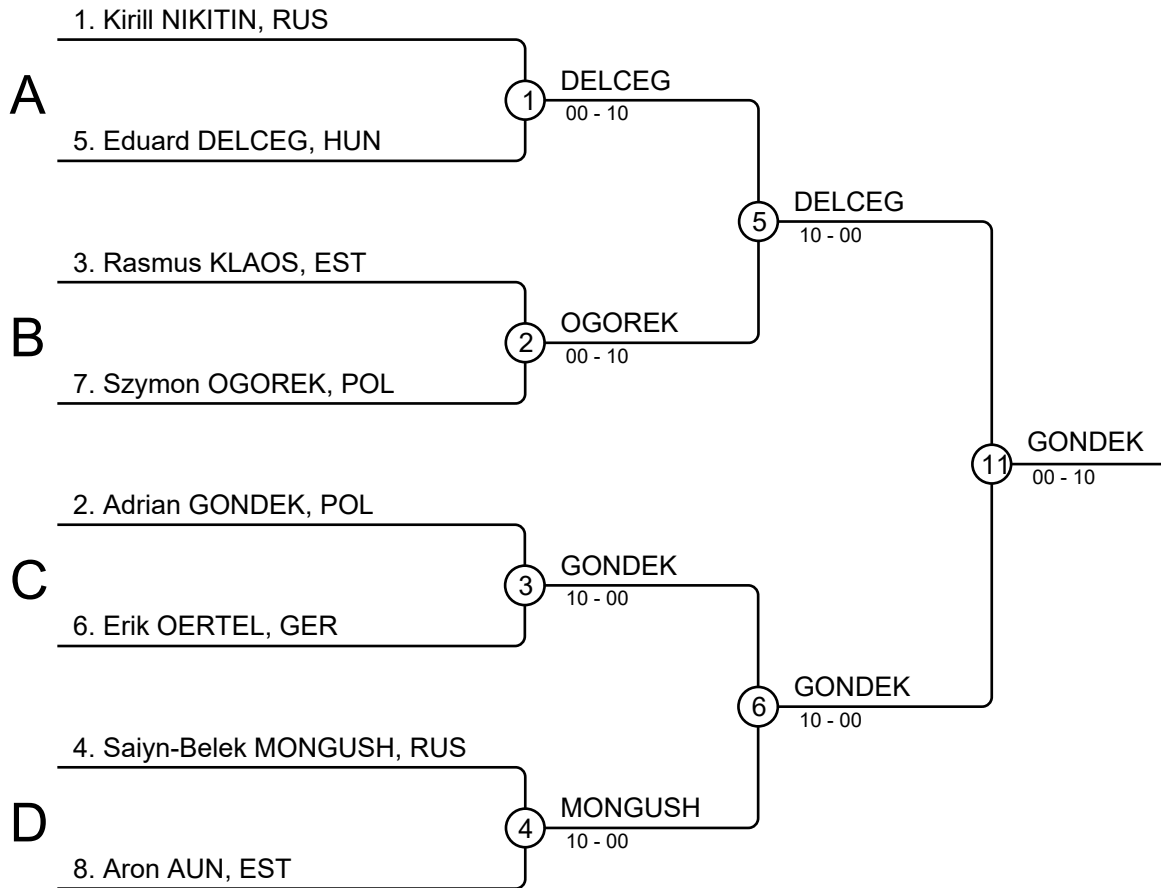 1. Kirill NIKITIN, RUS
A
1
DELCEG
00 - 10
5. Eduard DELCEG, HUN
5
DELCEG
10 - 00
3. Rasmus KLAOS, EST
B
2
OGOREK
00 - 10
7. Szymon OGOREK, POL
11
GONDEK
00 - 10
2. Adrian GONDEK, POL
C
3
GONDEK
10 - 00
6. Erik OERTEL, GER
6
GONDEK
10 - 00
4. Saiyn-Belek MONGUSH, RUS
D
4
MONGUSH
10 - 00
8. Aron AUN, EST